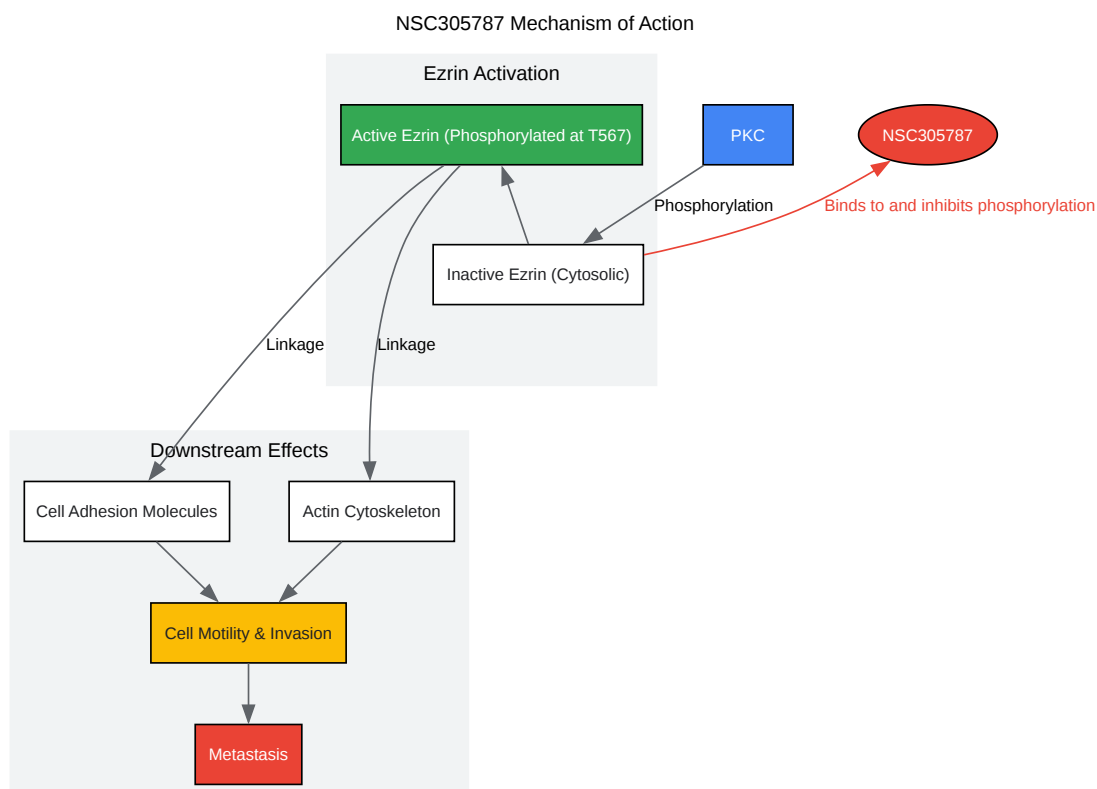 NSC305787 Mechanism of Action
Ezrin Activation
Active Ezrin (Phosphorylated at T567)
PKC
NSC305787
Phosphorylation
Binds to and inhibits phosphorylation
Inactive Ezrin (Cytosolic)
Linkage
Linkage
Downstream Effects
Cell Adhesion Molecules
Actin Cytoskeleton
Cell Motility & Invasion
Metastasis